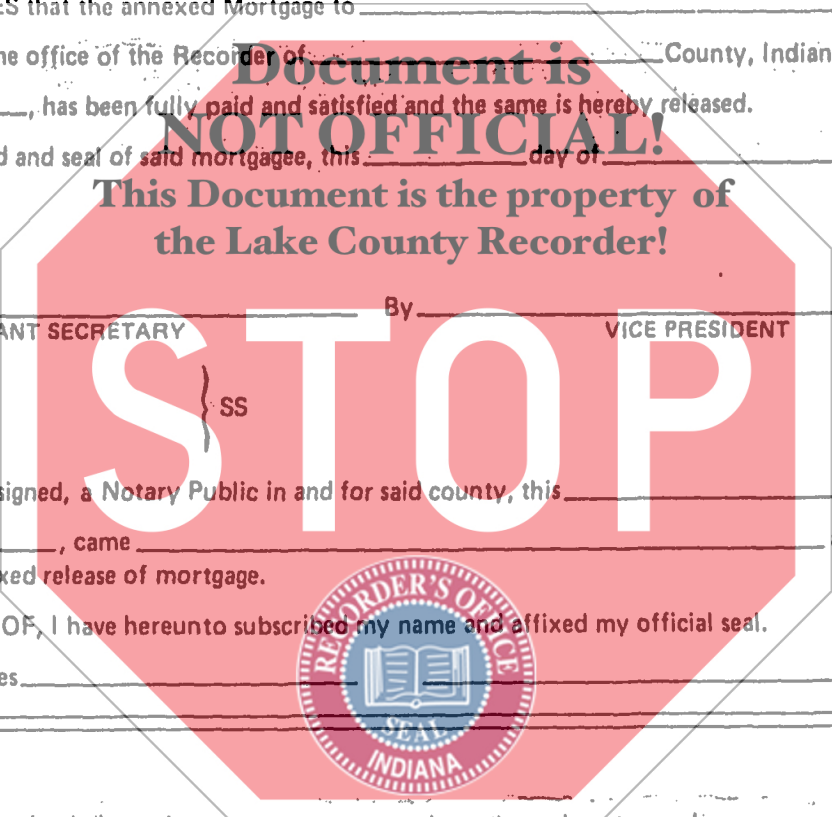 ES that the annexed Mortgage to
office of the Recorder of County, Indian
Document is
, has been fully paid and satisfied and the same is hereby released.
NOT OFFICIAL!
and seal of said mortgagee, this day of
This Document is the property of
the Lake County Recorder!
By
ANT SECRETARY VICE PRESIDENT
STOP
SS
signed, a Notary Public in and for said county, this
, came
xed release of mortgage.
RECORDER'S OFFICE
OF, I have hereunto subscribed my name and affixed my official seal.
es
SEAL
INDIANA